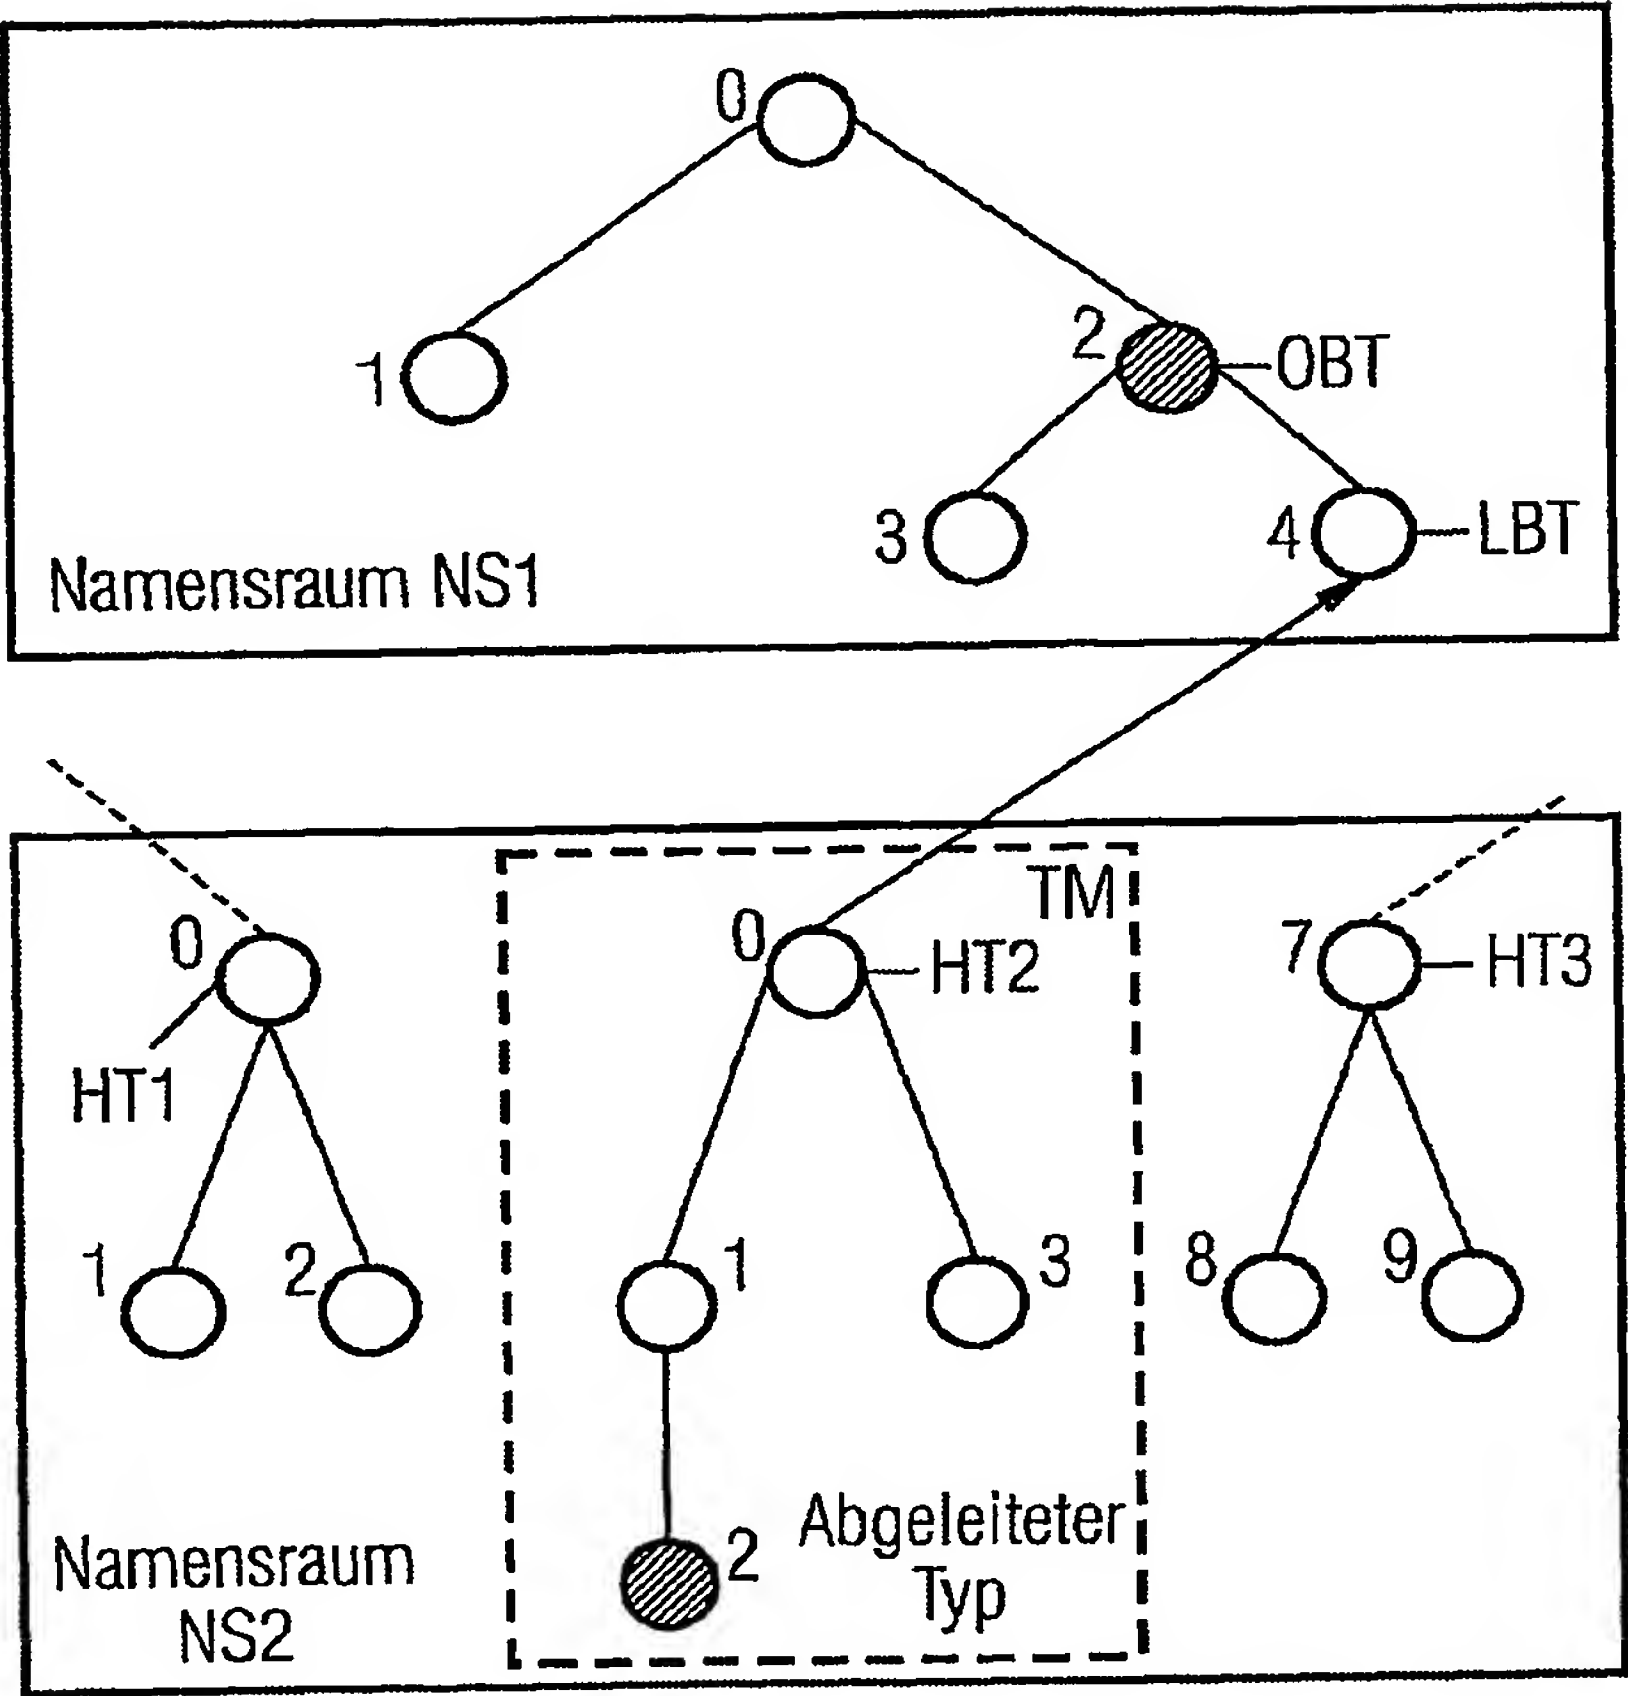 0
2
OBT
1
3
4
LBT
Namensraum NS1
TM
0
0
HT2
7
HT3
HT1
1
2
1
3
8
9
Abgeleiteter
Typ
2
Namensraum
NS2